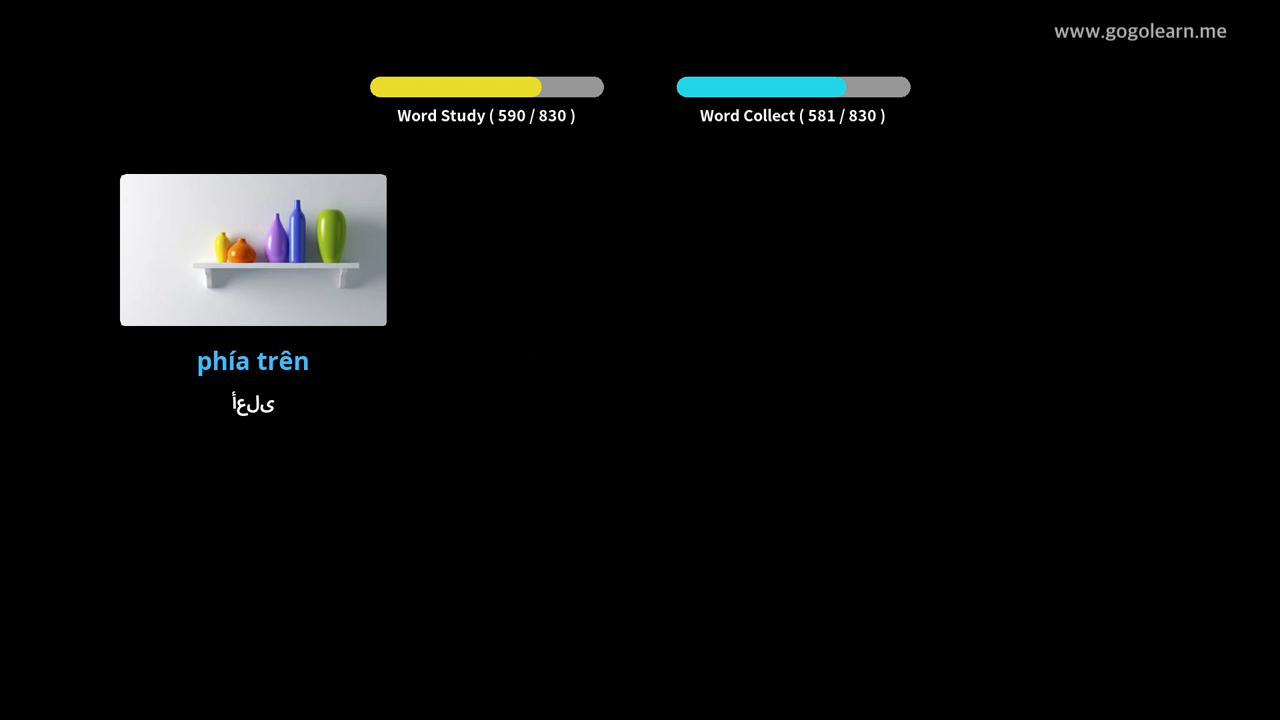 www.gogolearn.me
Word Study ( 590 / 830 )
Word Collect ( 581 / 830 )
phía trên
أعلى